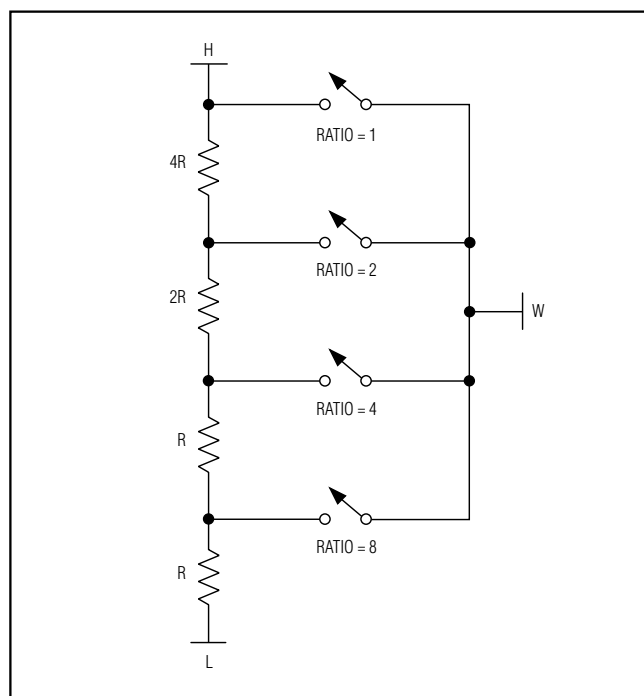 H
RATIO = 1
4R
RATIO = 2
2R
W
RATIO = 4
R
RATIO = 8
R
L